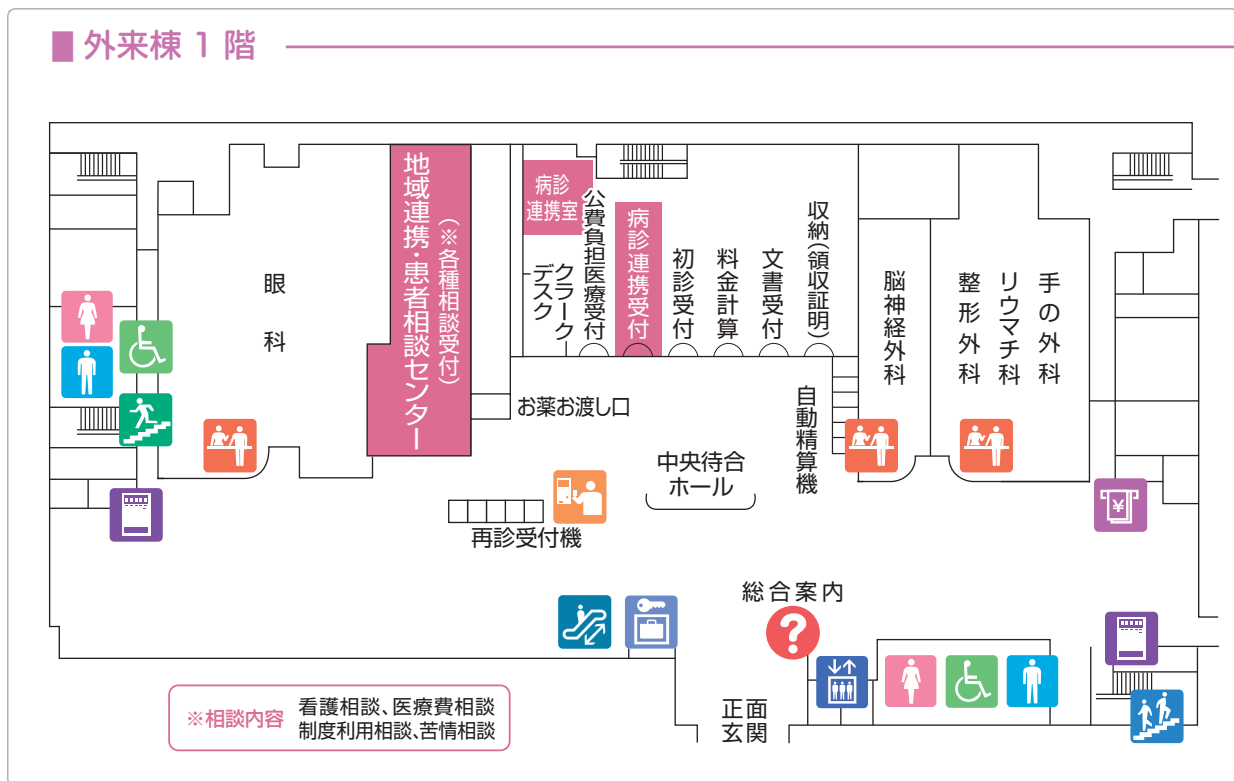 外来棟 1 階
眼科
地域連携・患者相談センター
(※各種相談受付)
病診
連携室
クラーク
デスク
公費負担医療受付
病診連携受付
初診受付
料金計算
文書受付
収納(領収証明)
脳神経外科
整形外科
リウマチ科
手の外科
お薬お渡し口
自動精算機
中央待合
ホール
再診受付機
¥
総合案内
?
正面
玄関
※相談内容
看護相談、医療費相談
制度利用相談、苦情相談